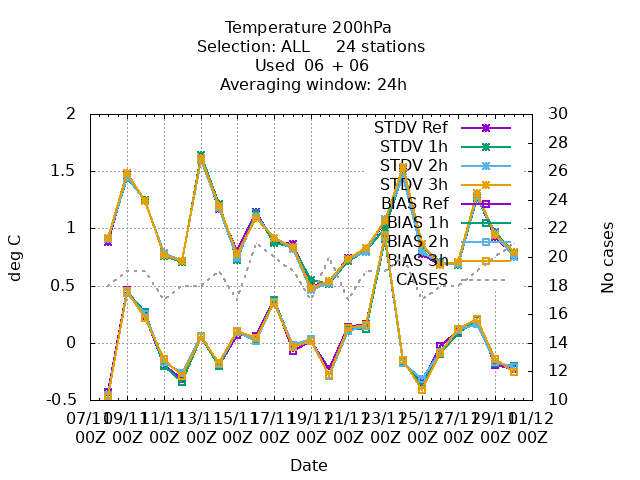 Temperature 200hPa
Selection: ALL 24 stations
Used 06 + 06
Averaging window: 24h
2
1.5
1
0.5
0
-0.5
deg C
30
28
26
24
22
20
18
16
14
12
10
No cases
STDV Ref
STDV 1h
STDV 2h
STDV 3h
BIAS Ref
BIAS 1h
BIAS 2h
BIAS 3h
CASES
07/11 09/11 11/11 13/11 15/11 17/11 19/11 21/11 23/11 25/11 27/11 29/11 01/12
00Z 00Z 00Z 00Z 00Z 00Z 00Z 00Z 00Z 00Z 00Z 00Z 00Z
Date